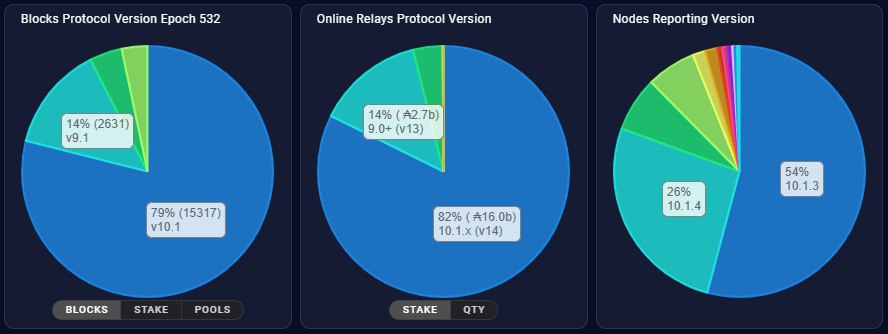 Blocks Protocol Version Epoch 532
14% (2631)
v9.1
79% (15317)
v10.1
BLOCKS STAKE POOLS
Online Relays Protocol Version
14% ( ₳2.7b)
9.0+ (v13)
82% ( ₳16.0b)
10.1.x (v14)
STAKE QTY
Nodes Reporting Version
54%
10.1.3
26%
10.1.4